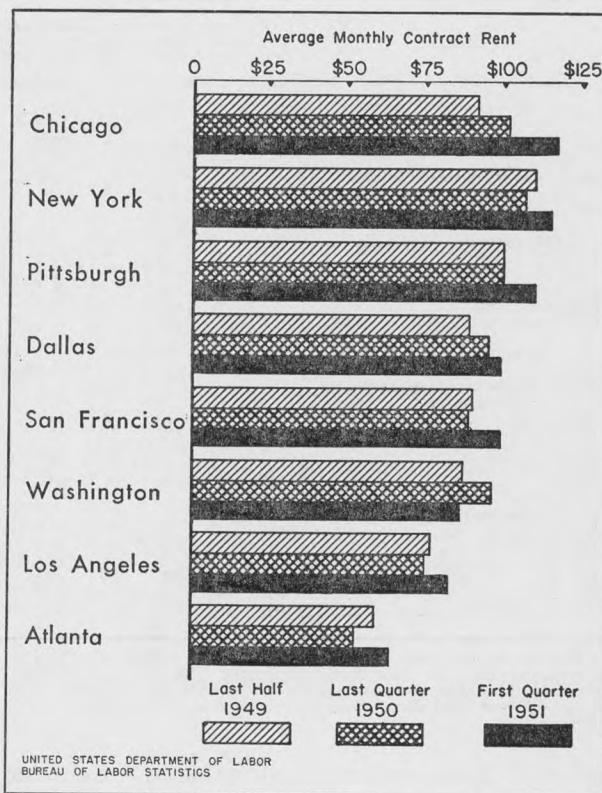 Average Monthly Contract Rent
0 $25 $50 $75 $100 $125
Chicago
New York
Pittsburgh
Dallas
San Francisco
Washington
Los Angeles
Atlanta
Last Half
1949
Last Quarter
1950
First Quarter
1951
UNITED STATES DEPARTMENT OF LABOR
BUREAU OF LABOR STATISTICS